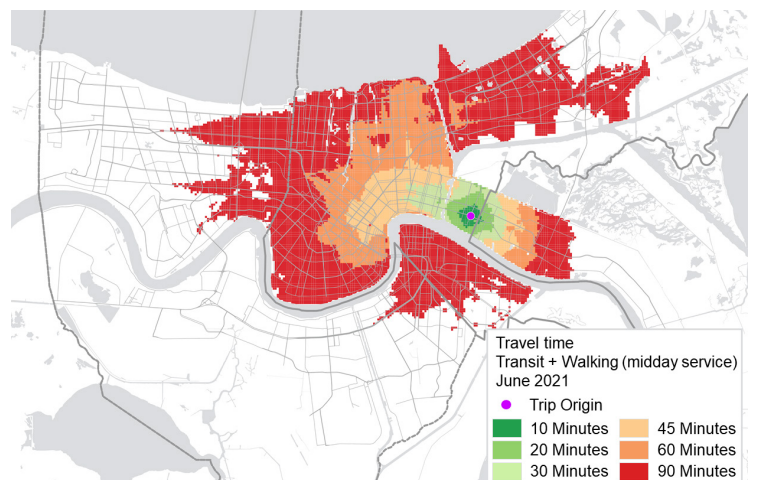 Travel time
Transit + Walking (midday service)
June 2021
Trip Origin
10 Minutes 45 Minutes
20 Minutes 60 Minutes
30 Minutes 90 Minutes